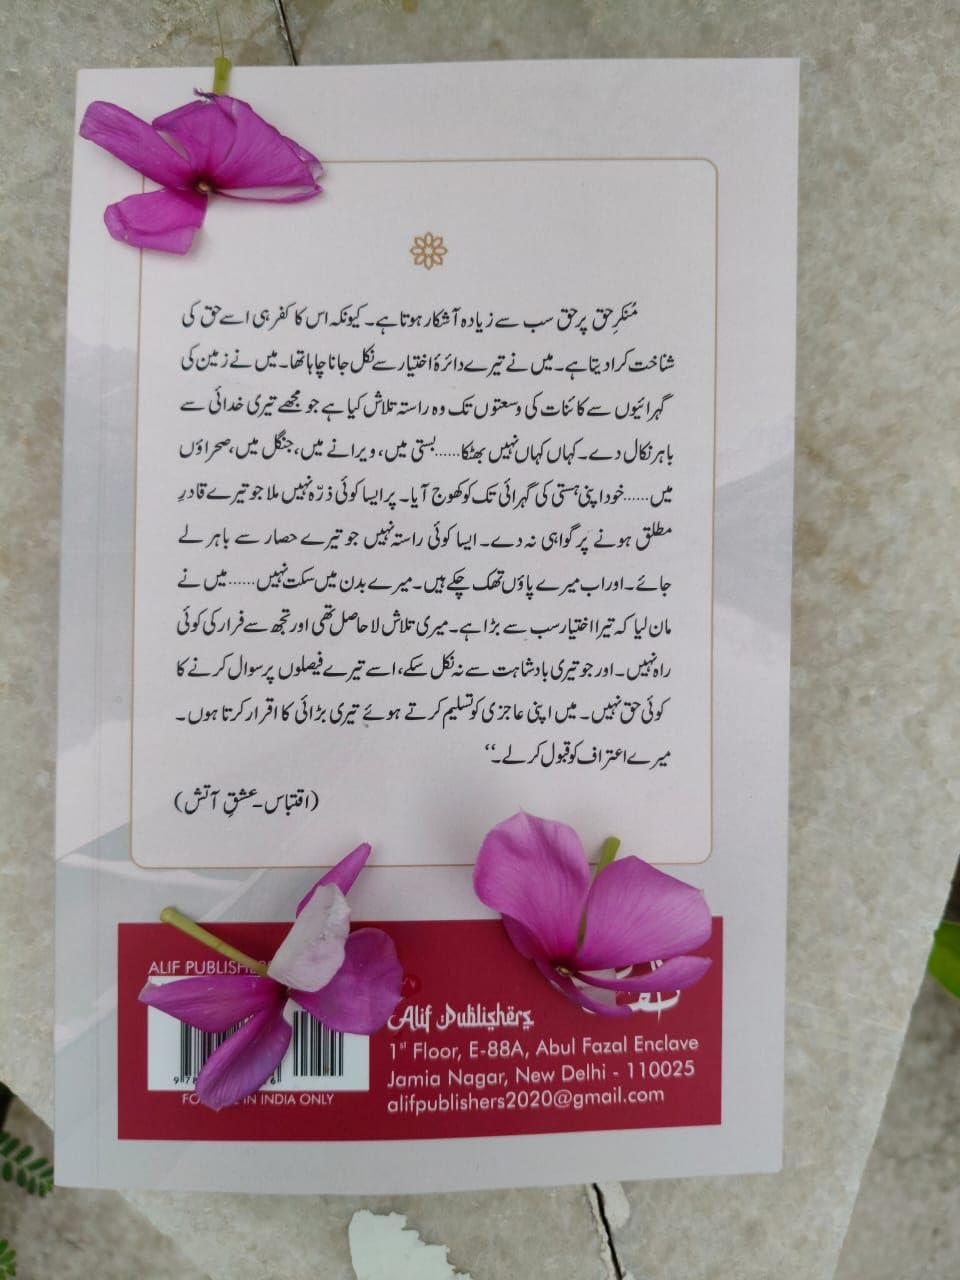 مُنکرِ حق پر حق سب سے زیادہ آشکار ہوتا ہے۔ کیونکہ اس کا کفر ہی اسے حق کی
شناخت کرا دیتا ہے۔ میں نے تیرے دائرۂ اختیار سے نکل جانا چاہا تھا۔ میں نے زمین کی
گہرائیوں سے کائنات کی وسعتوں تک وہ راستہ تلاش کیا ہے جو مجھے تیری خدائی سے
باہر نکال دے۔ کہاں کہاں نہیں بھٹکا......بستی میں، ویرانے میں، جنگل میں، صحراؤں
میں......خود اپنی ہستی کی گہرائی تک کو کھوج آیا۔ پر ایسا کوئی ذرّہ نہیں ملا جو تیرے قادرِ
مطلق ہونے پر گواہی نہ دے۔ ایسا کوئی راستہ نہیں جو تیرے حصار سے باہر لے
جائے۔ اور اب میرے پاؤں تھک چکے ہیں۔ میرے بدن میں سکت نہیں......میں نے
مان لیا کہ تیرا اختیار سب سے بڑا ہے۔ میری تلاش لا حاصل تھی اور تجھ سے فرار کی کوئی
راہ نہیں۔ اور جو تیری بادشاہت سے نہ نکل سکے، اسے تیرے فیصلوں پر سوال کرنے کا
کوئی حق نہیں۔ میں اپنی عاجزی کو تسلیم کرتے ہوئے تیری بڑائی کا اقرار کرتا ہوں۔
میرے اعتراف کو قبول کر لے۔‘‘
(اقتباس۔عشقِ آتش)
ALIF PUBLISHERS
Alif Publishers
1st Floor, E-88A, Abul Fazal Enclave
Jamia Nagar, New Delhi - 110025
alifpublishers2020@gmail.com
IN INDIA ONLY